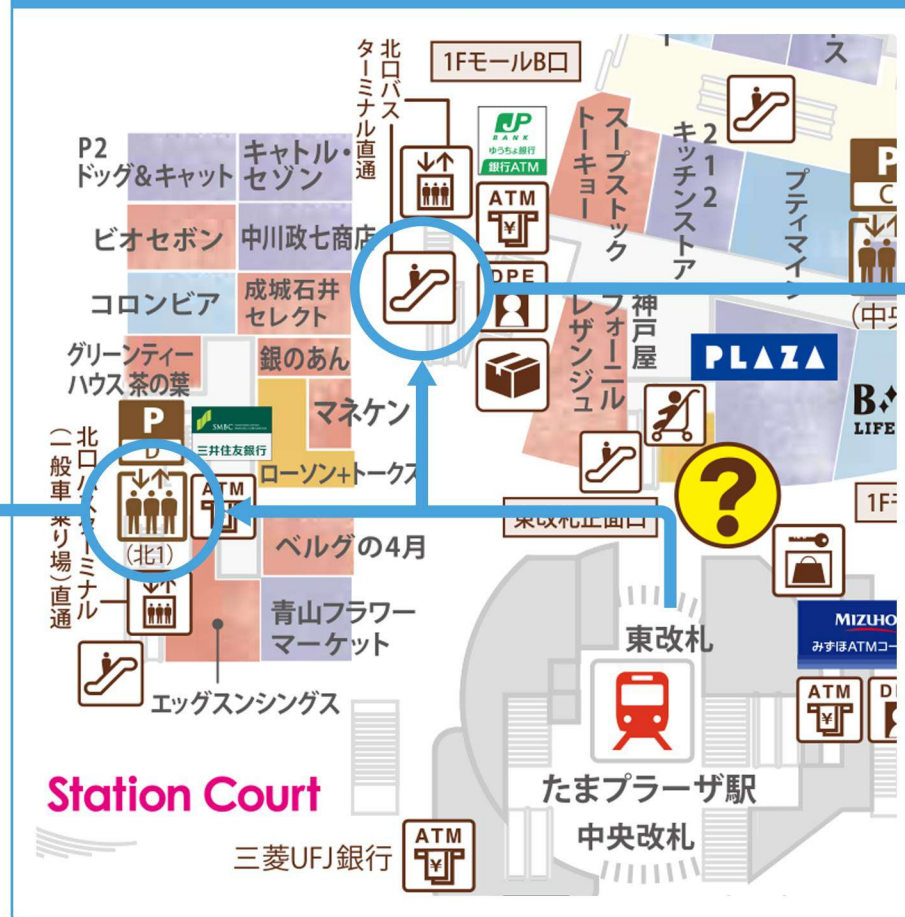 ス
北口バス
ターミナル直通
1FモールB口
JP
BANK
ゆうちょ銀行
銀行ATM
スープストック
トーキョー
212
キッチンストア
プティマイン
P
C
P2
ドッグ&キャット
キャトル・
セゾン
ATM
¥
ビオセボン
中川政七商店
コロンビア
成城石井
セレクト
DPE
フォーニル
レザンジュ
神戸屋
(中央
グリーンティー
ハウス 茶の葉
銀のあん
PLAZA
マネケン
B
LIFE
P
D
SMBC
三井住友銀行
北口バスターミナル
(一般車乗り場)直通
ローソン+トークス
ATM
(北1)
東改札正面口
?
1Fモ
ベルグの4月
青山フラワー
マーケット
東改札
MIZUHO
みずほATMコー
エッグスンシングス
ATM
¥
D
Station Court
たまプラーザ駅
中央改札
三菱UFJ銀行
ATM
¥